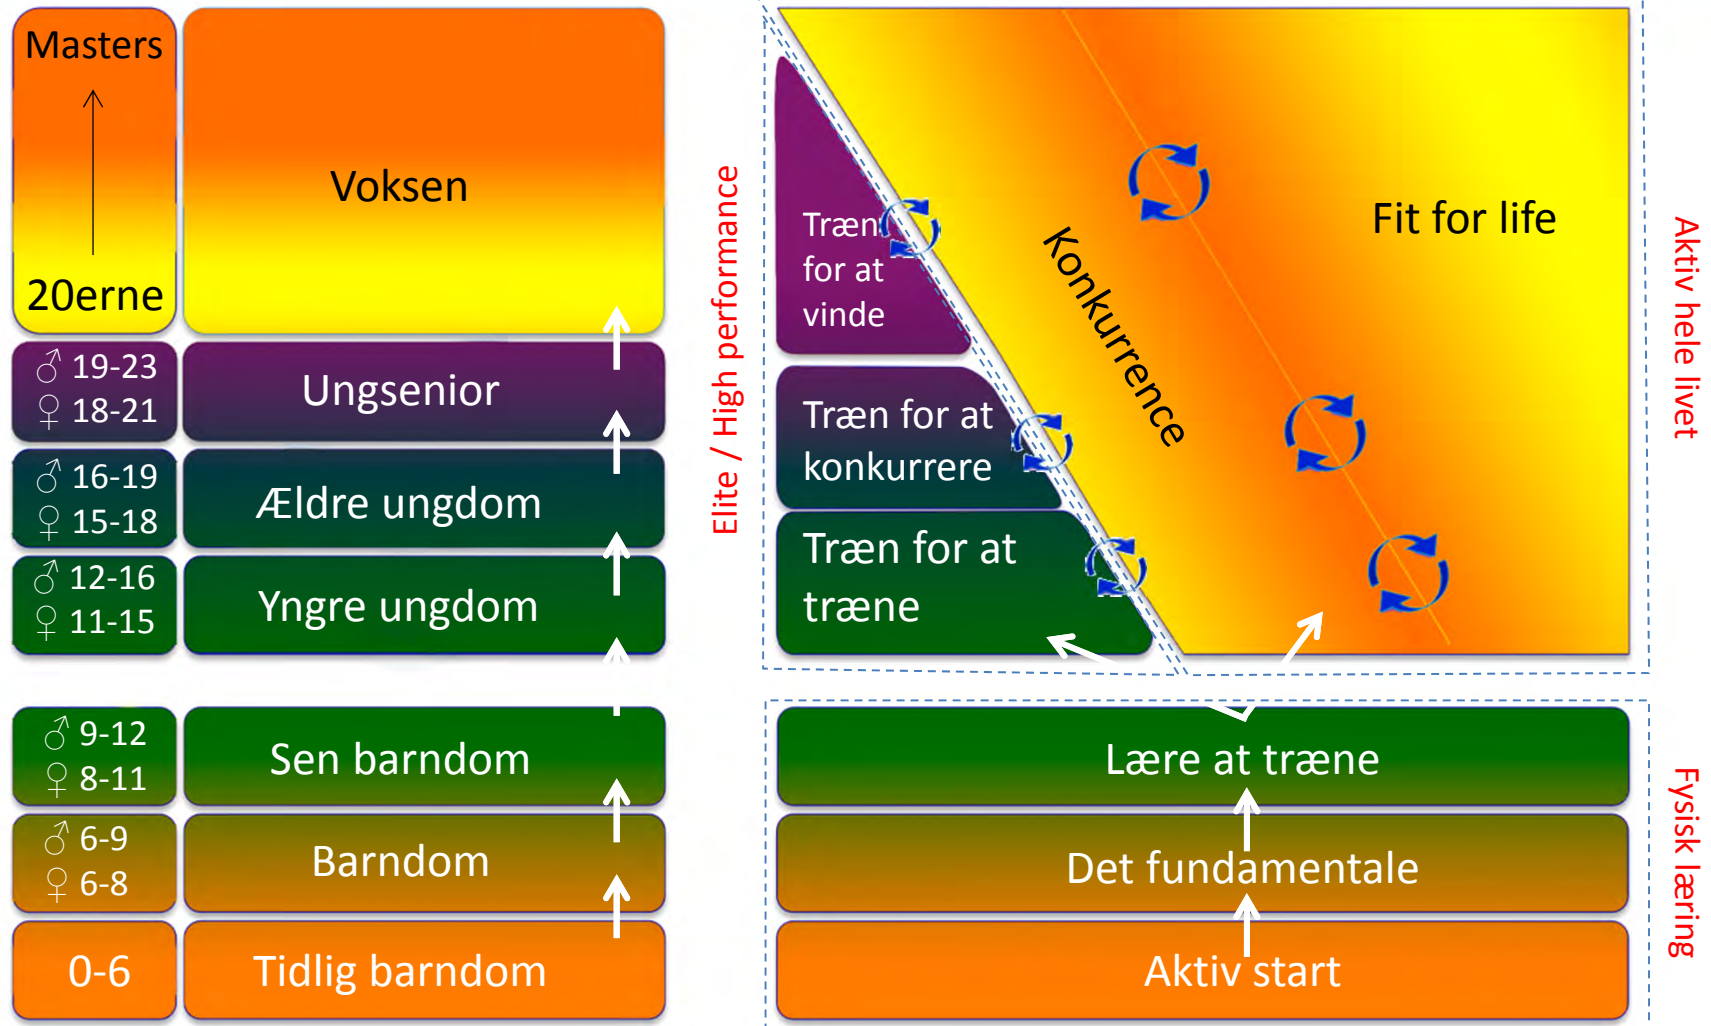 Masters
20erne
Voksen
♂ 19-23
♀ 18-21
Ungsenior
♂ 16-19
♀ 15-18
Ældre ungdom
♂ 12-16
♀ 11-15
Yngre ungdom
♂ 9-12
♀ 8-11
Sen barndom
♂ 6-9
♀ 6-8
Barndom
0-6
Tidlig barndom
Elite / High performance
Træn
for at
vinde
Træn for at
konkurrere
Træn for at
træne
Konkurrence
Fit for life
Aktiv hele livet
Lære at træne
Det fundamentale
Aktiv start
Fysisk læring